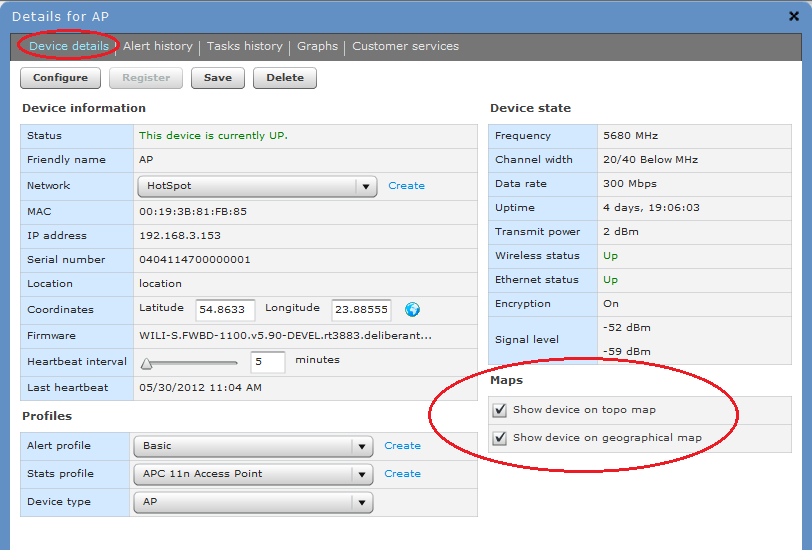 Details for AP
Device details | Alert history | Tasks history | Graphs | Customer services
Configure Register Save Delete
Device information
Status This device is currently UP.
Friendly name AP
Network HotSpot Create
MAC 00:19:3B:81:FB:85
IP address 192.168.3.153
Serial number 0404114700000001
Location location
Coordinates Latitude 54.8633 Longitude 23.88555
Firmware WILI-S.FWBD-1100.v5.90-DEVEL.rt3883.deliberant...
Heartbeat interval 5 minutes
Last heartbeat 05/30/2012 11:04 AM
Profiles
Alert profile Basic Create
Stats profile APC 11n Access Point Create
Device type AP
Device state
Frequency 5680 MHz
Channel width 20/40 Below MHz
Data rate 300 Mbps
Uptime 4 days, 19:06:03
Transmit power 2 dBm
Wireless status Up
Ethernet status Up
Encryption On
Signal level -52 dBm
-59 dBm
Maps
Show device on topo map
Show device on geographical map